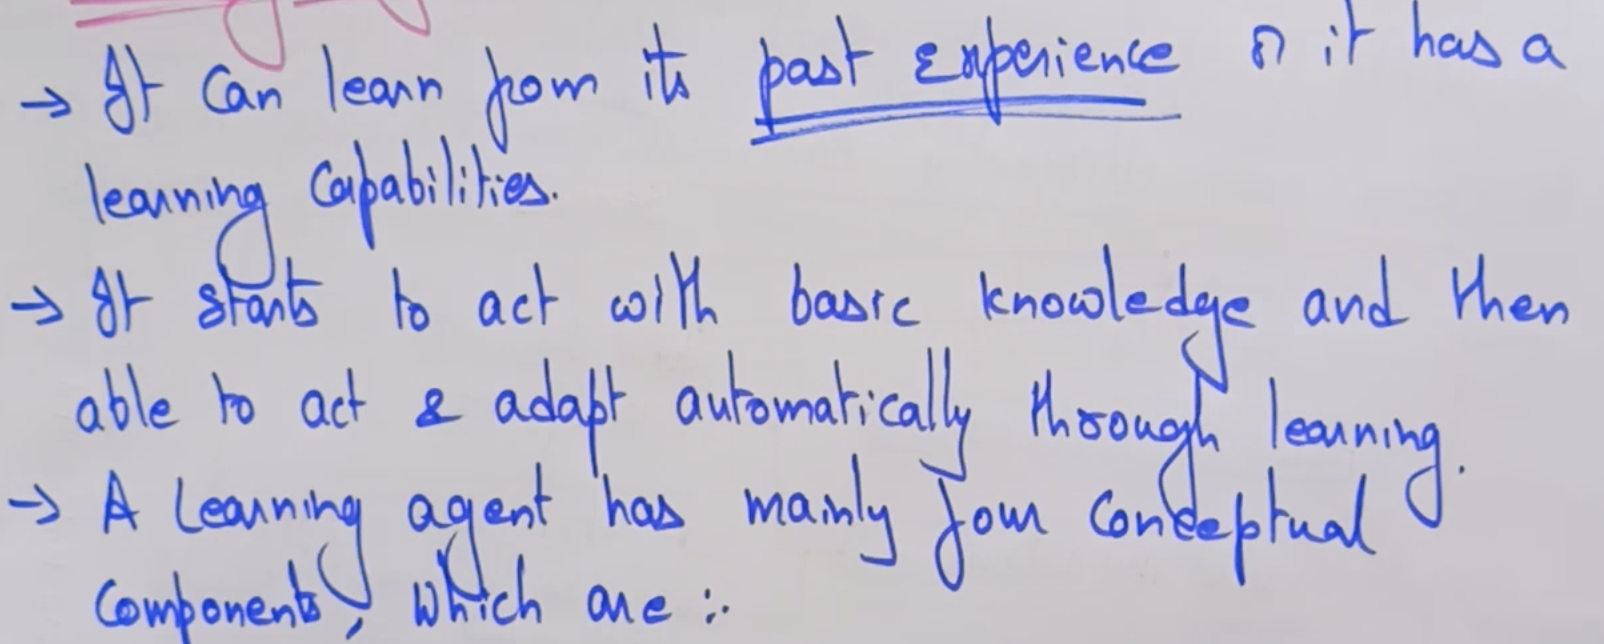 → It can learn from its past experience or it has a
learning capabilities.
→ It starts to act with basic knowledge and then
able to act & adapt automatically through learning.
→ A learning agent has mainly four conceptual
components, which are :-